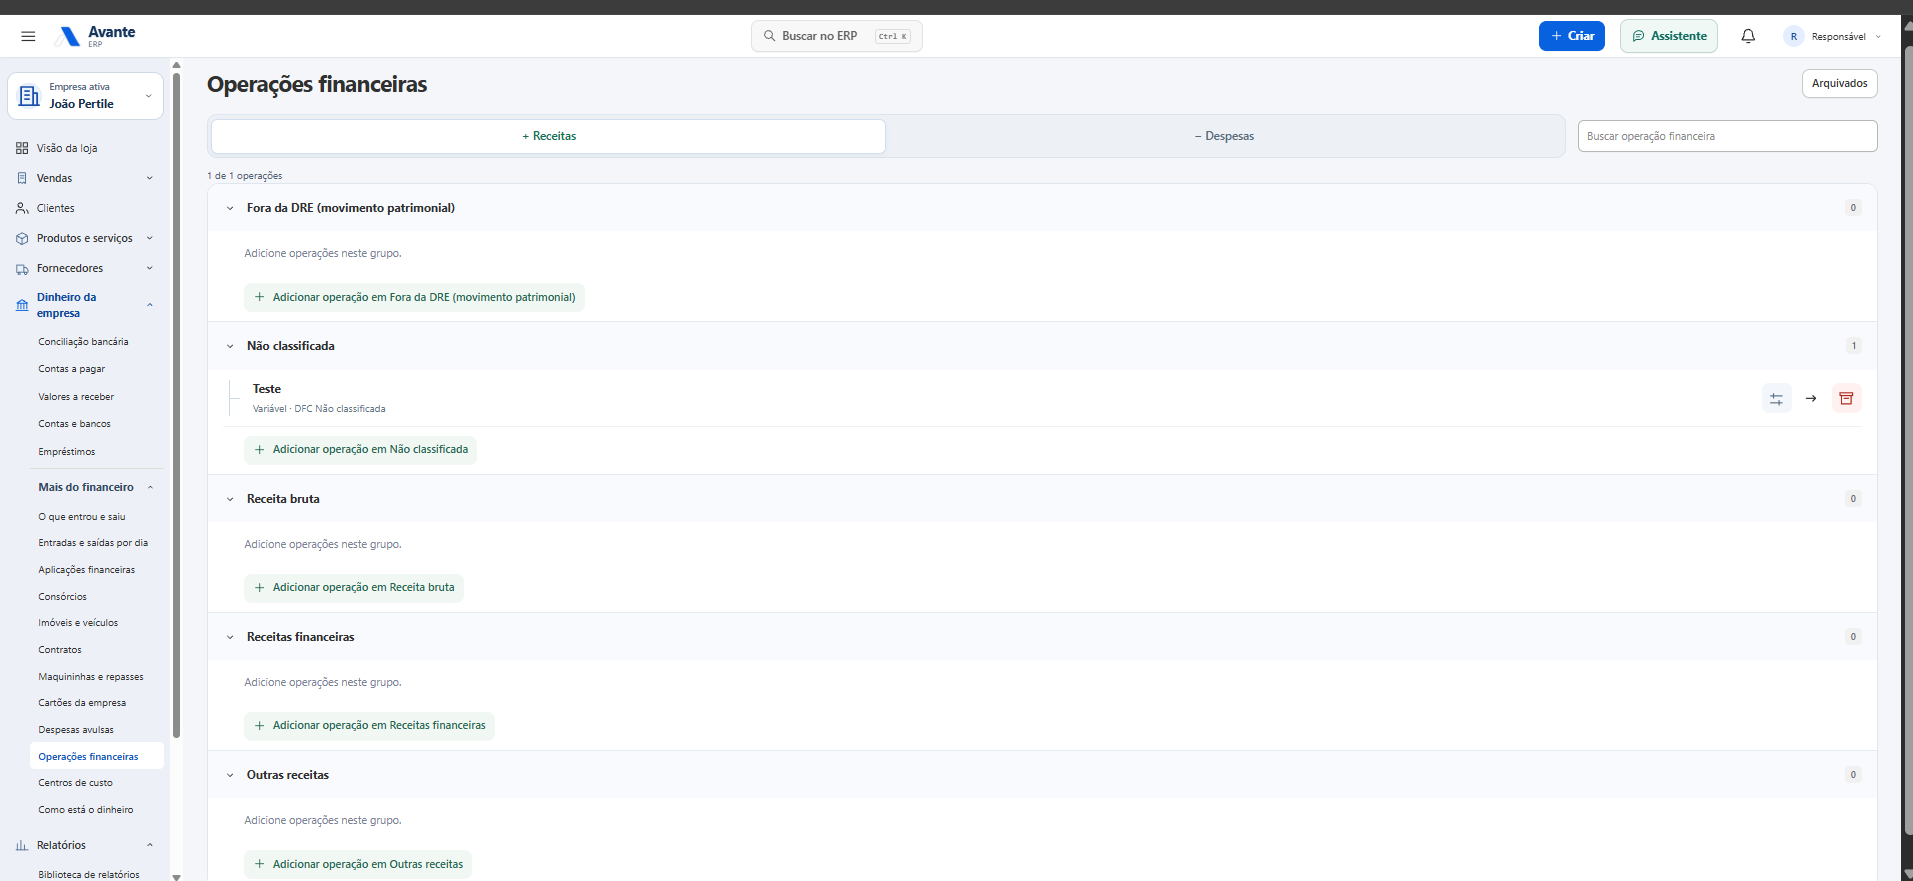 Avante
ERP
Buscar no ERP
Ctrl K
+ Criar
Assistente
R
Responsável
Empresa ativa
João Pertile
Visão da loja
Vendas
Clientes
Produtos e serviços
Fornecedores
Dinheiro da
empresa
Conciliação bancária
Contas a pagar
Valores a receber
Contas e bancos
Empréstimos
Mais do financeiro
O que entrou e saiu
Entradas e saídas por dia
Aplicações financeiras
Consórcios
Imóveis e veículos
Contratos
Maquininhas e repasses
Cartões da empresa
Despesas avulsas
Operações financeiras
Centros de custo
Como está o dinheiro
Relatórios
Biblioteca de relatórios
Operações financeiras
Arquivados
+ Receitas
− Despesas
Buscar operação financeira
1 de 1 operações
Fora da DRE (movimento patrimonial)
0
Adicione operações neste grupo.
+ Adicionar operação em Fora da DRE (movimento patrimonial)
Não classificada
1
Teste
Variável · DFC Não classificada
+ Adicionar operação em Não classificada
Receita bruta
0
Adicione operações neste grupo.
+ Adicionar operação em Receita bruta
Receitas financeiras
0
Adicione operações neste grupo.
+ Adicionar operação em Receitas financeiras
Outras receitas
0
Adicione operações neste grupo.
+ Adicionar operação em Outras receitas